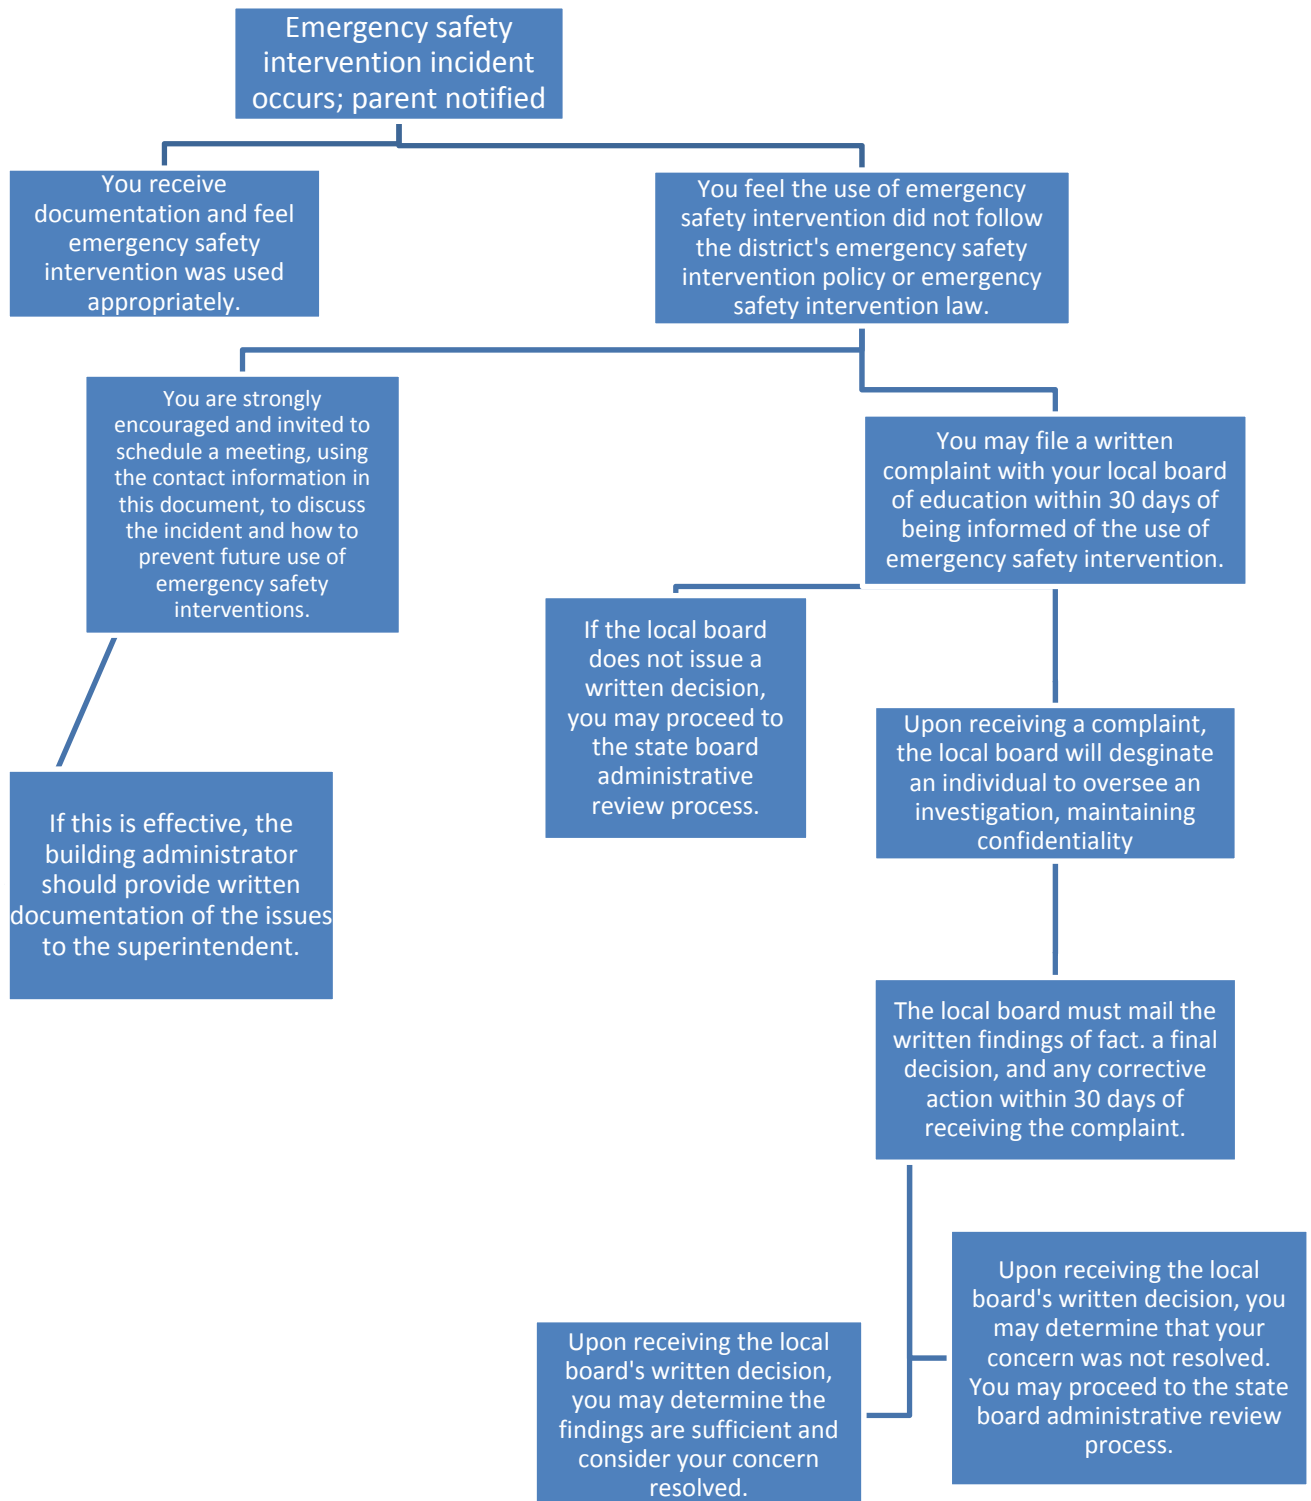 Emergency safety
intervention incident
occurs; parent notified
You receive
documentation and feel
emergency safety
intervention was used
appropriately.
You feel the use of emergency
safety intervention did not follow
the district's emergency safety
intervention policy or emergency
safety intervention law.
You are strongly
encouraged and invited to
schedule a meeting, using
the contact information in
this document, to discuss
the incident and how to
prevent future use of
emergency safety
interventions.
You may file a written
complaint with your local board
of education within 30 days of
being informed of the use of
emergency safety intervention.
If the local board
does not issue a
written decision,
you may proceed to
the state board
administrative
review process.
Upon receiving a complaint,
the local board will desginate
an individual to oversee an
investigation, maintaining
confidentiality
If this is effective, the
building administrator
should provide written
documentation of the issues
to the superintendent.
The local board must mail the
written findings of fact. a final
decision, and any corrective
action within 30 days of
receiving the complaint.
Upon receiving the local
board's written decision, you
may determine that your
concern was not resolved.
You may proceed to the state
board administrative review
process.
Upon receiving the local
board's written decision,
you may determine the
findings are sufficient and
consider your concern
resolved.